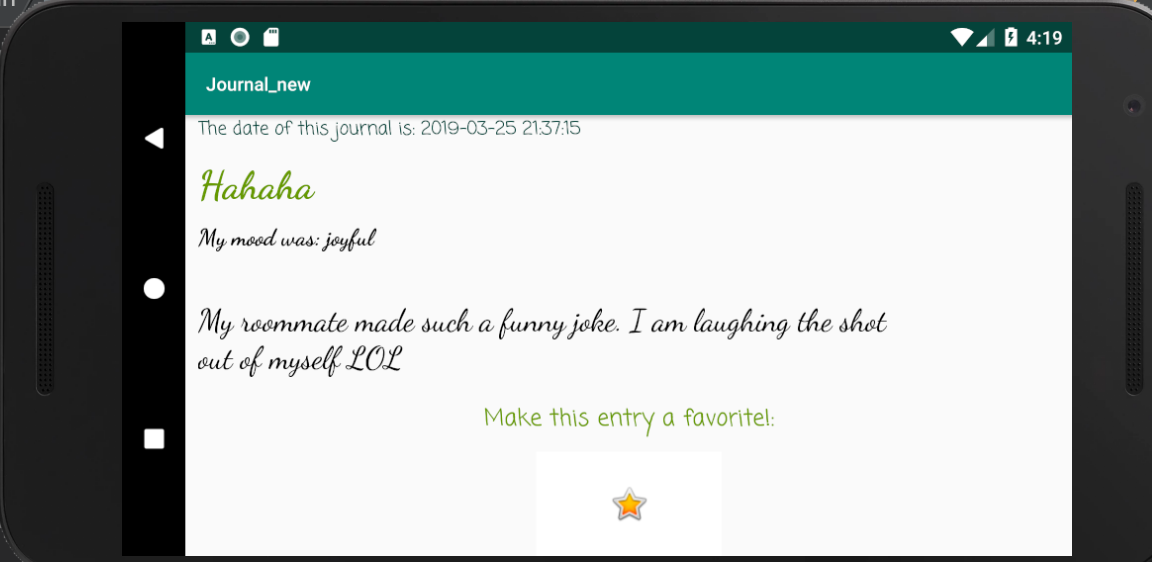 4:19
Journal_new
The date of this journal is: 2019-03-25 21:37:15
Hahaha
My mood was: joyful
My roommate made such a funny joke. I am laughing the shot
out of myself LOL
Make this entry a favorite!: